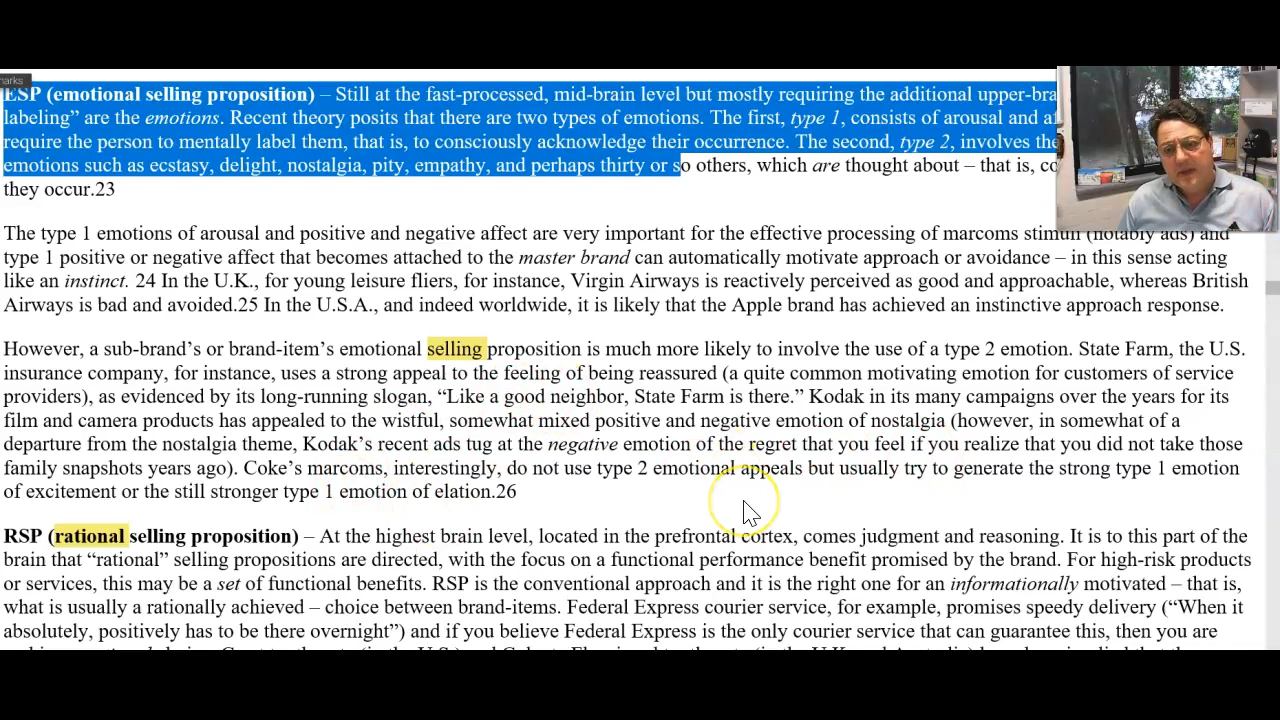 marks
ESP (emotional selling proposition) – Still at the fast-processed, mid-brain level but mostly requiring the additional
labeling” are the emotions. Recent theory posits that there are two types of emotions. The first, type 1, consists of arousal and
require the person to mentally label them, that is, to consciously acknowledge their occurrence. The second, type 2, involves the
emotions such as ecstasy, delight, nostalgia, pity, empathy, and perhaps thirty or so others, which are thought about – that is,
they occur.23
The type 1 emotions of arousal and positive and negative affect are very important for the effective processing of marcoms stimuli (notably ads) and
type 1 positive or negative affect that becomes attached to the master brand can automatically motivate approach or avoidance – in this sense acting
like an instinct. 24 In the U.K., for young leisure fliers, for instance, Virgin Airways is reactively perceived as good and approachable, whereas British
Airways is bad and avoided.25 In the U.S.A., and indeed worldwide, it is likely that the Apple brand has achieved an instinctive approach response.
However, a sub-brand’s or brand-item’s emotional selling proposition is much more likely to involve the use of a type 2 emotion. State Farm, the U.S.
insurance company, for instance, uses a strong appeal to the feeling of being reassured (a quite common motivating emotion for customers of service
providers), as evidenced by its long-running slogan, “Like a good neighbor, State Farm is there.” Kodak in its many campaigns over the years for its
film and camera products has appealed to the wistful, somewhat mixed positive and negative emotion of nostalgia (however, in somewhat of a
departure from the nostalgia theme, Kodak’s recent ads tug at the negative emotion of the regret that you feel if you realize that you did not take those
family snapshots years ago). Coke’s marcoms, interestingly, do not use type 2 emotional appeals but usually try to generate the strong type 1 emotion
of excitement or the still stronger type 1 emotion of elation.26
RSP (rational selling proposition) – At the highest brain level, located in the prefrontal cortex, comes judgment and reasoning. It is to this part of the
brain that “rational” selling propositions are directed, with the focus on a functional performance benefit promised by the brand. For high-risk products
or services, this may be a set of functional benefits. RSP is the conventional approach and it is the right one for an informationally motivated – that is,
what is usually a rationally achieved – choice between brand-items. Federal Express courier service, for example, promises speedy delivery (“When it
absolutely, positively has to be there overnight”) and if you believe Federal Express is the only courier service that can guarantee this, then you are